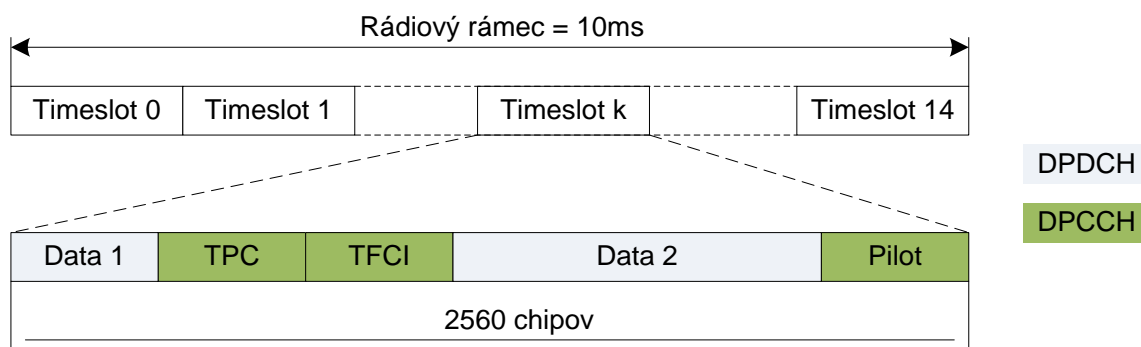 Rádiový rámec = 10ms
Timeslot 0 Timeslot 1 Timeslot k Timeslot 14
DPDCH
DPCCH
Data 1 TPC TFCI Data 2 Pilot
2560 chipov